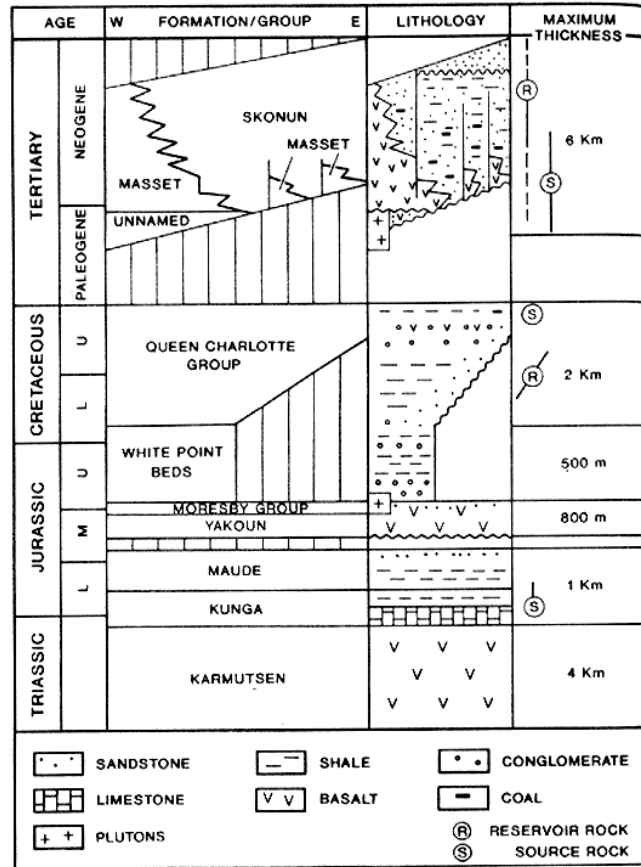 AGE W FORMATION/GROUP E LITHOLOGY MAXIMUM
THICKNESS
TERTIARY
NEOGENE
PALEOGENE
SKONUN
MASSET
MASSET
MASSET
UNNAMED
R
6 Km
S
CRETACEOUS
U
L
QUEEN CHARLOTTE
GROUP
S
R
2 Km
JURASSIC
U
M
L
WHITE POINT
BEDS
500 m
MORESBY GROUP
YAKOUN
800 m
MAUDE
KUNGA
1 Km
S
TRIASSIC
KARMUTSEN
4 Km
SANDSTONE
SHALE
CONGLOMERATE
LIMESTONE
BASALT
COAL
PLUTONS
R RESERVOIR ROCK
S SOURCE ROCK